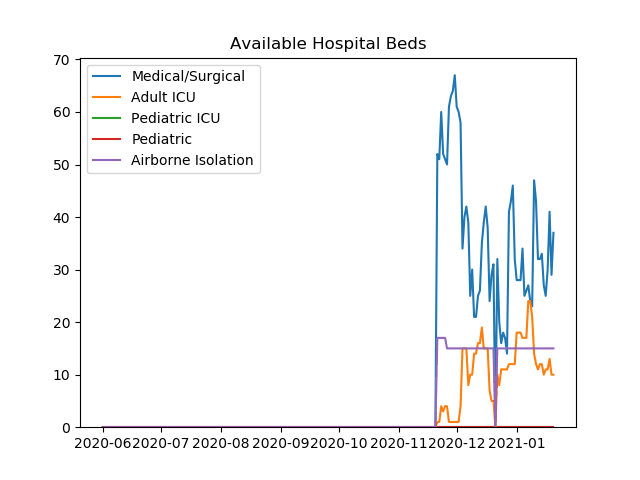 Available Hospital Beds
70
60
50
40
30
20
10
0
Medical/Surgical
Adult ICU
Pediatric ICU
Pediatric
Airborne Isolation
2020-06 2020-07 2020-08 2020-09 2020-10 2020-11 2020-12 2021-01